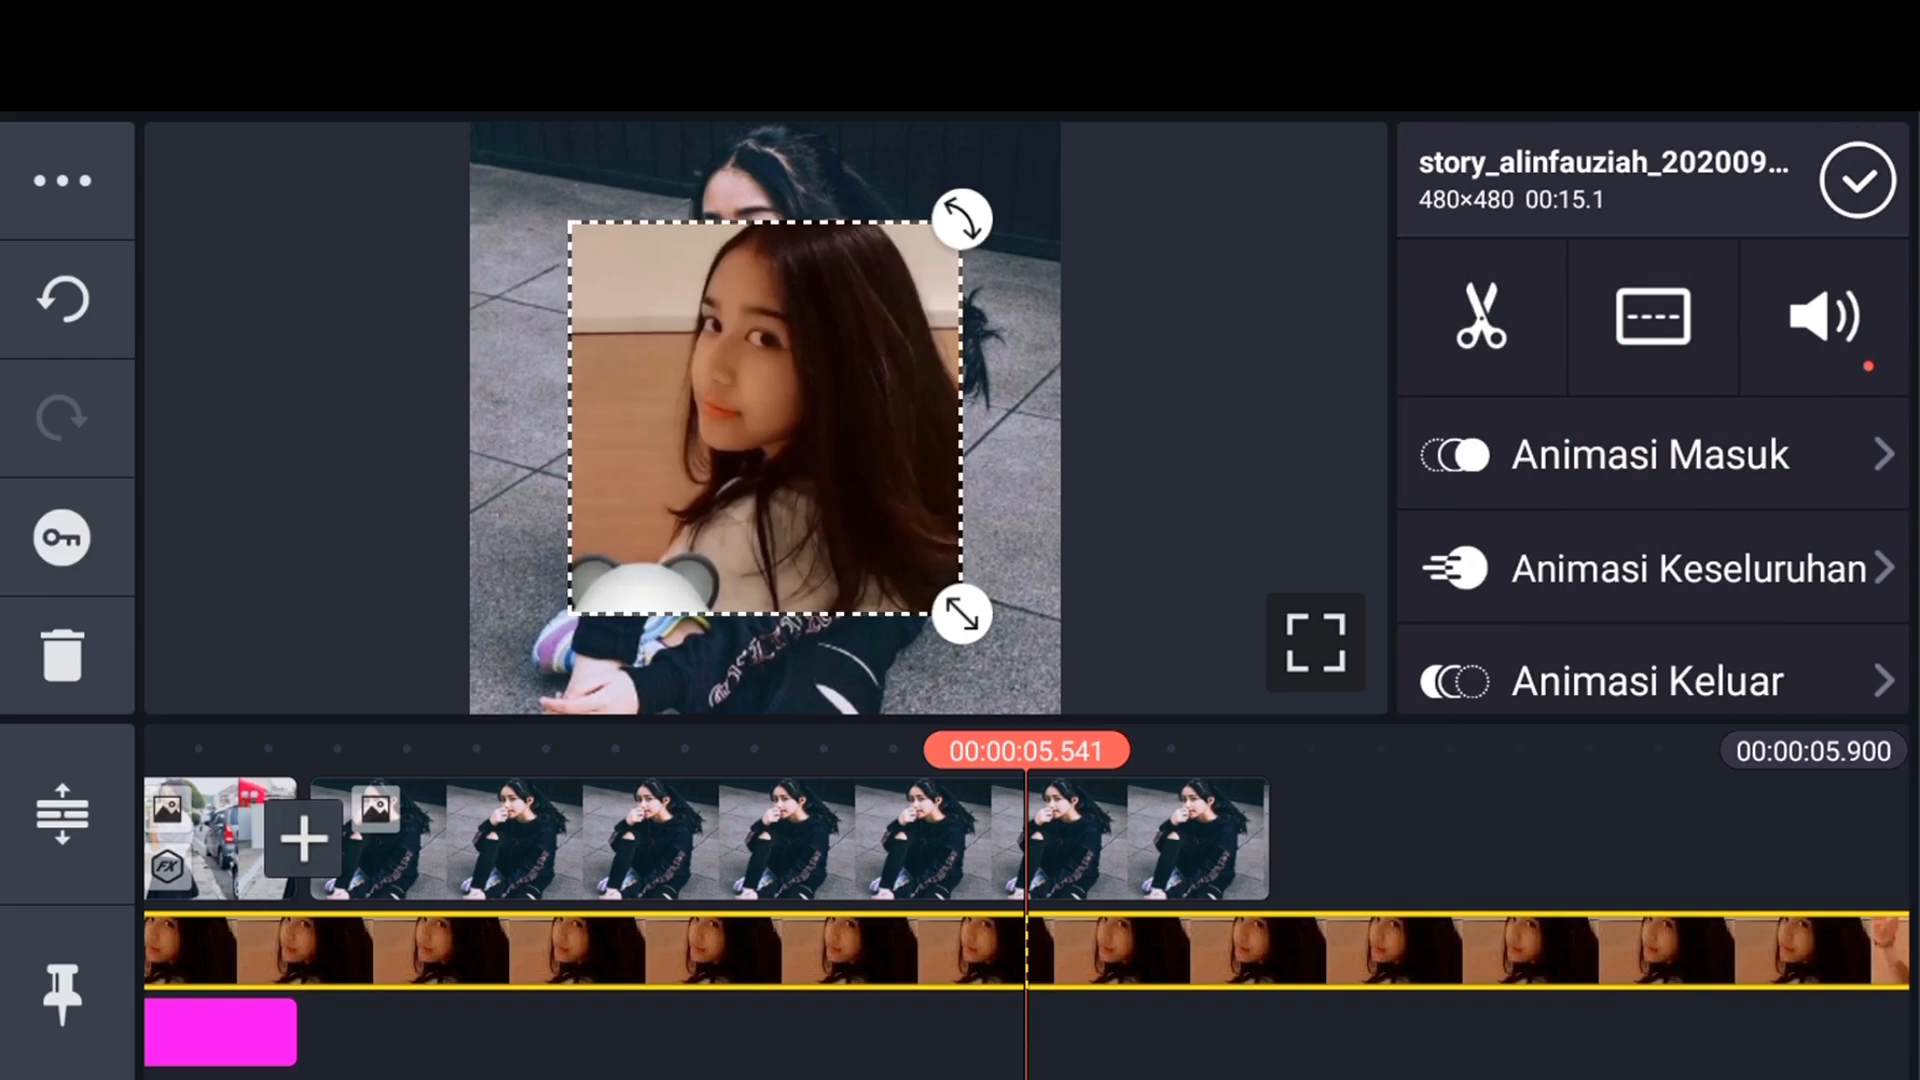 story_alinfauziah_202009...
480×480 00:15.1
Animasi Masuk
Animasi Keseluruhan
Animasi Keluar
00:00:05.541
00:00:05.900
FX